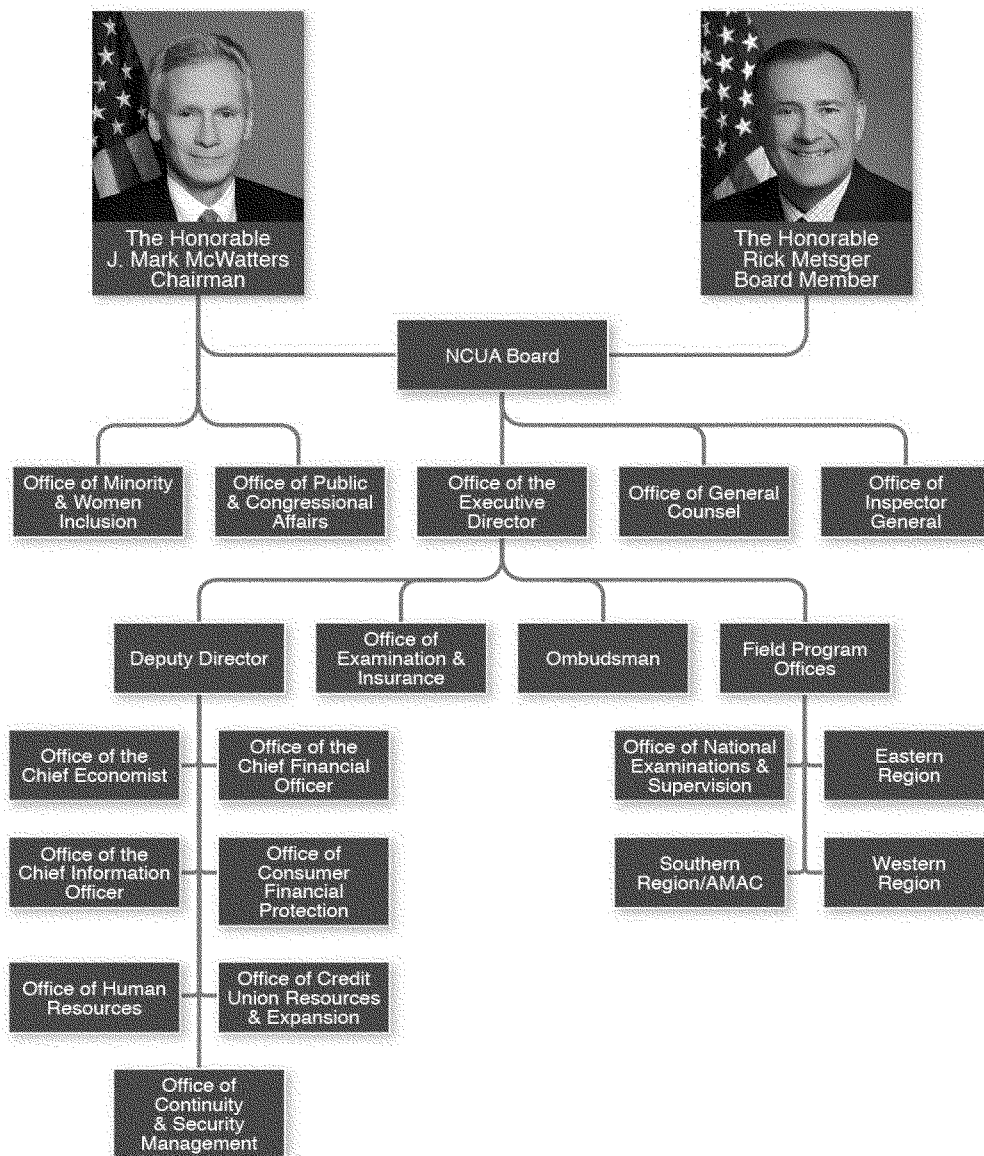 The Honorable
J. Mark McWatters
Chairman
The Honorable
Rick Metsger
Board Member
NCUA Board
Office of Minority
& Women
Inclusion
Office of Public
& Congressional
Affairs
Office of the
Executive
Director
Office of General
Counsel
Office of
Inspector
General
Deputy Director
Office of
Examination &
Insurance
Ombudsman
Field Program
Offices
Office of the
Chief Economist
Office of the
Chief Financial
Officer
Office of National
Examinations &
Supervision
Eastern
Region
Office of the
Chief Information
Officer
Office of
Consumer
Financial
Protection
Southern
Region/AMAC
Western
Region
Office of Human
Resources
Office of Credit
Union Resources
& Expansion
Office of
Continuity
& Security
Management